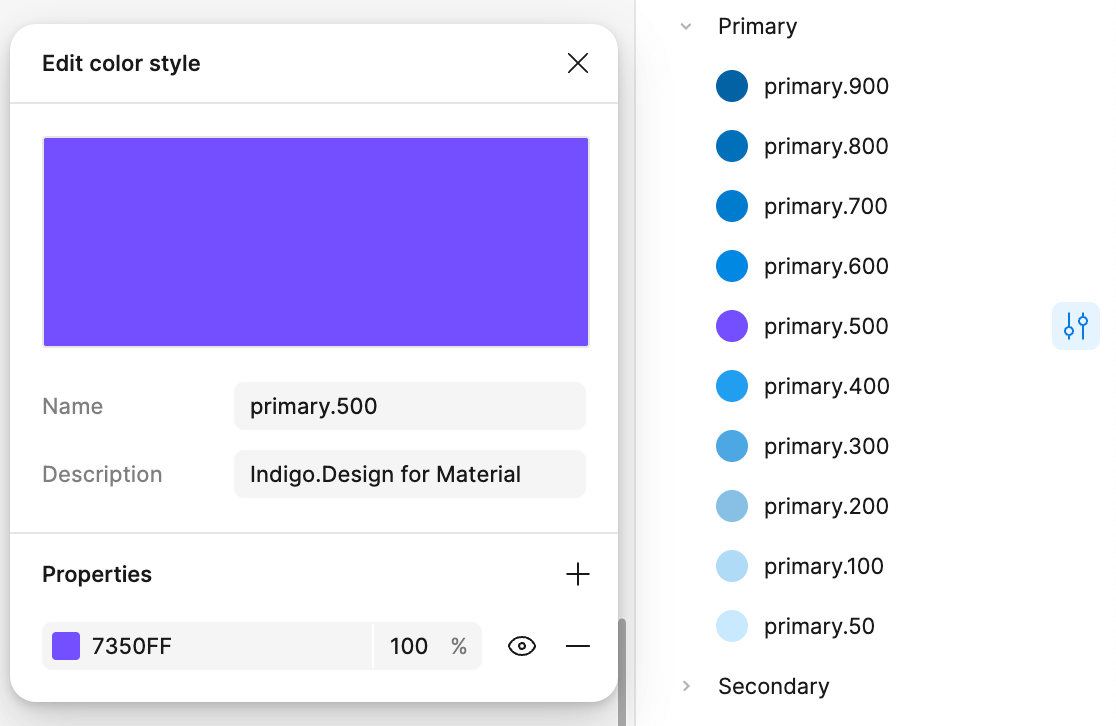 Edit color style
Name
primary.500
Description
Indigo.Design for Material
Properties
7350FF
100 %
Primary
primary.900
primary.800
primary.700
primary.600
primary.500
primary.400
primary.300
primary.200
primary.100
primary.50
Secondary